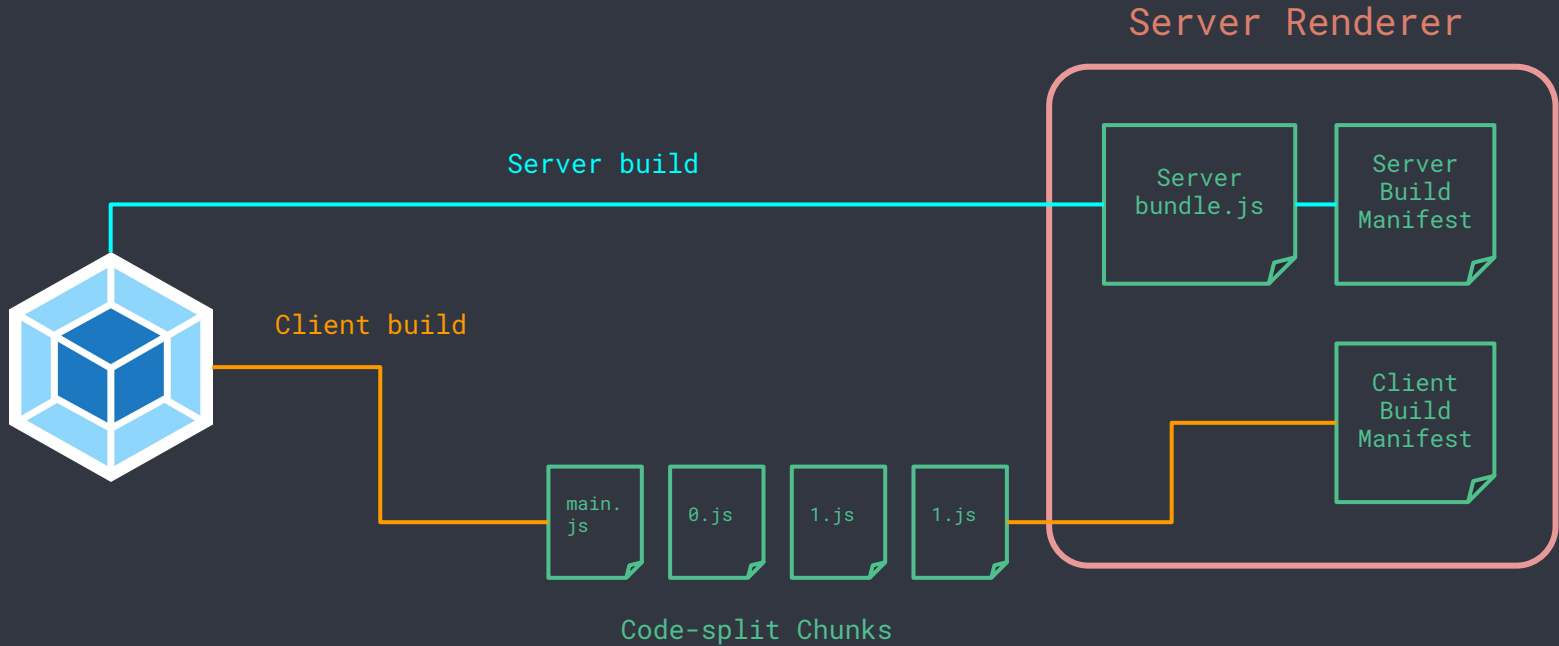 Server Renderer
Server build
Server
bundle.js
Server
Build
Manifest
Client build
Client
Build
Manifest
main.
js
0.js
1.js
1.js
Code-split Chunks